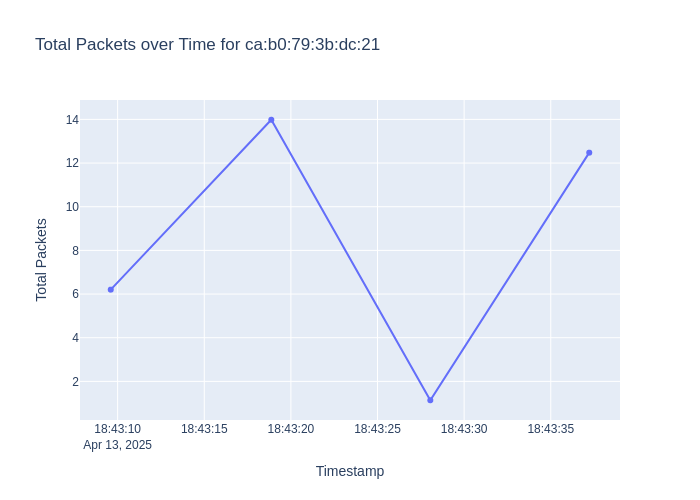 Total Packets over Time for ca:b0:79:3b:dc:21
Total Packets
14
12
10
8
6
4
2
18:43:10 18:43:15 18:43:20 18:43:25 18:43:30 18:43:35
Apr 13, 2025
Timestamp